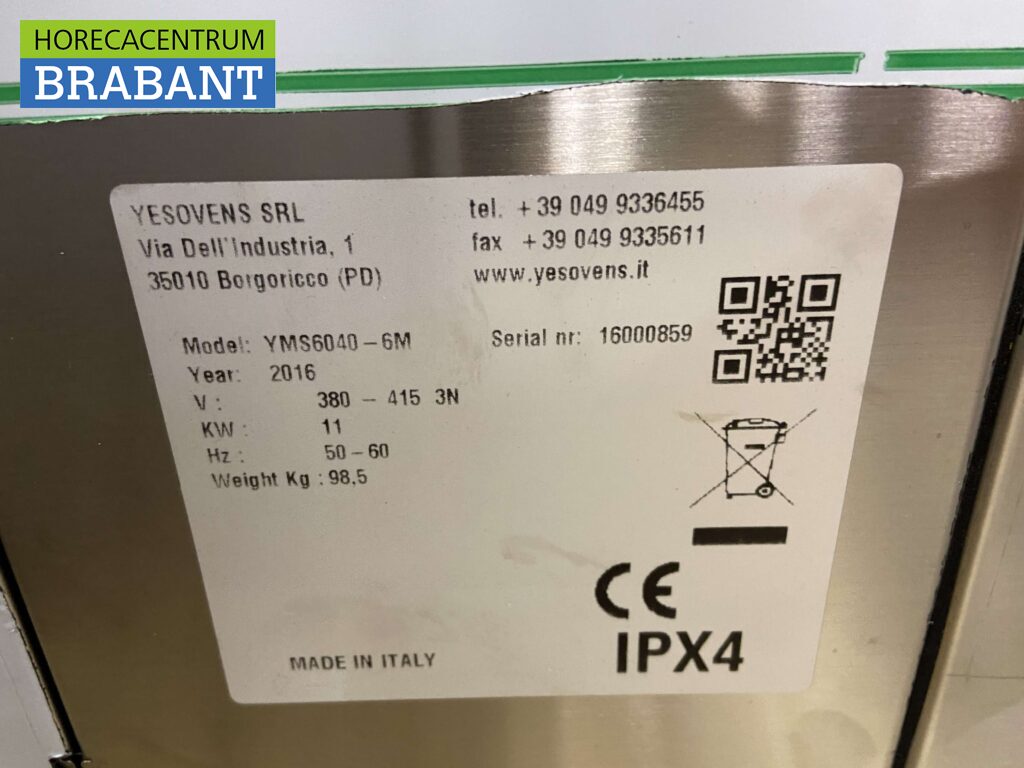 HORECACENTRUM
BRABANT
YESOVENS SRL
Via Dell'Industria, 1
35010 Borgoricco (PD)
tel. +39 049 9336455
fax +39 049 9335611
www.yesovens.it
Model: YMS6040-6M
Serial nr: 16000859
Year: 2016
V : 380 - 415 3N
KW : 11
Hz : 50-60
Weight Kg : 98,5
CE
IPX4
MADE IN ITALY